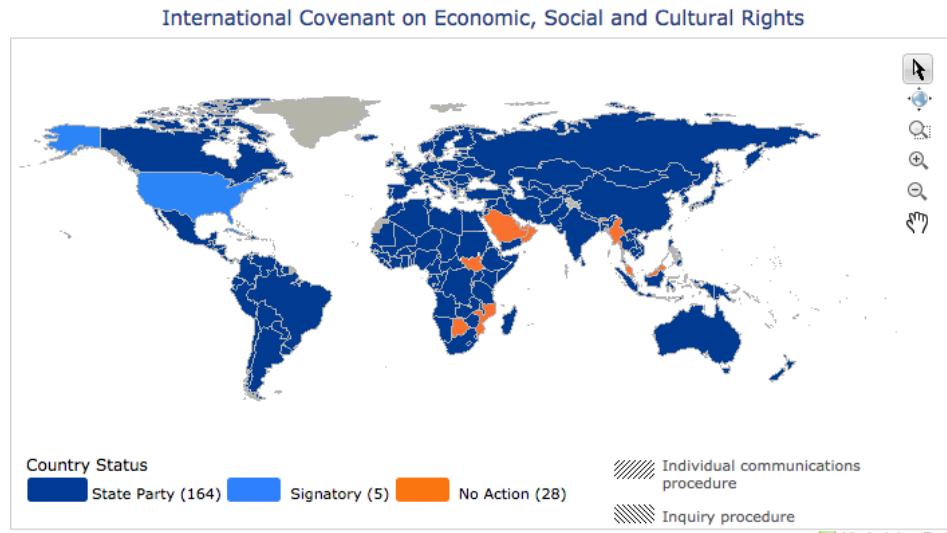 International Covenant on Economic, Social and Cultural Rights
Country Status
State Party (164)
Signatory (5)
No Action (28)
Individual communications
procedure
Inquiry procedure